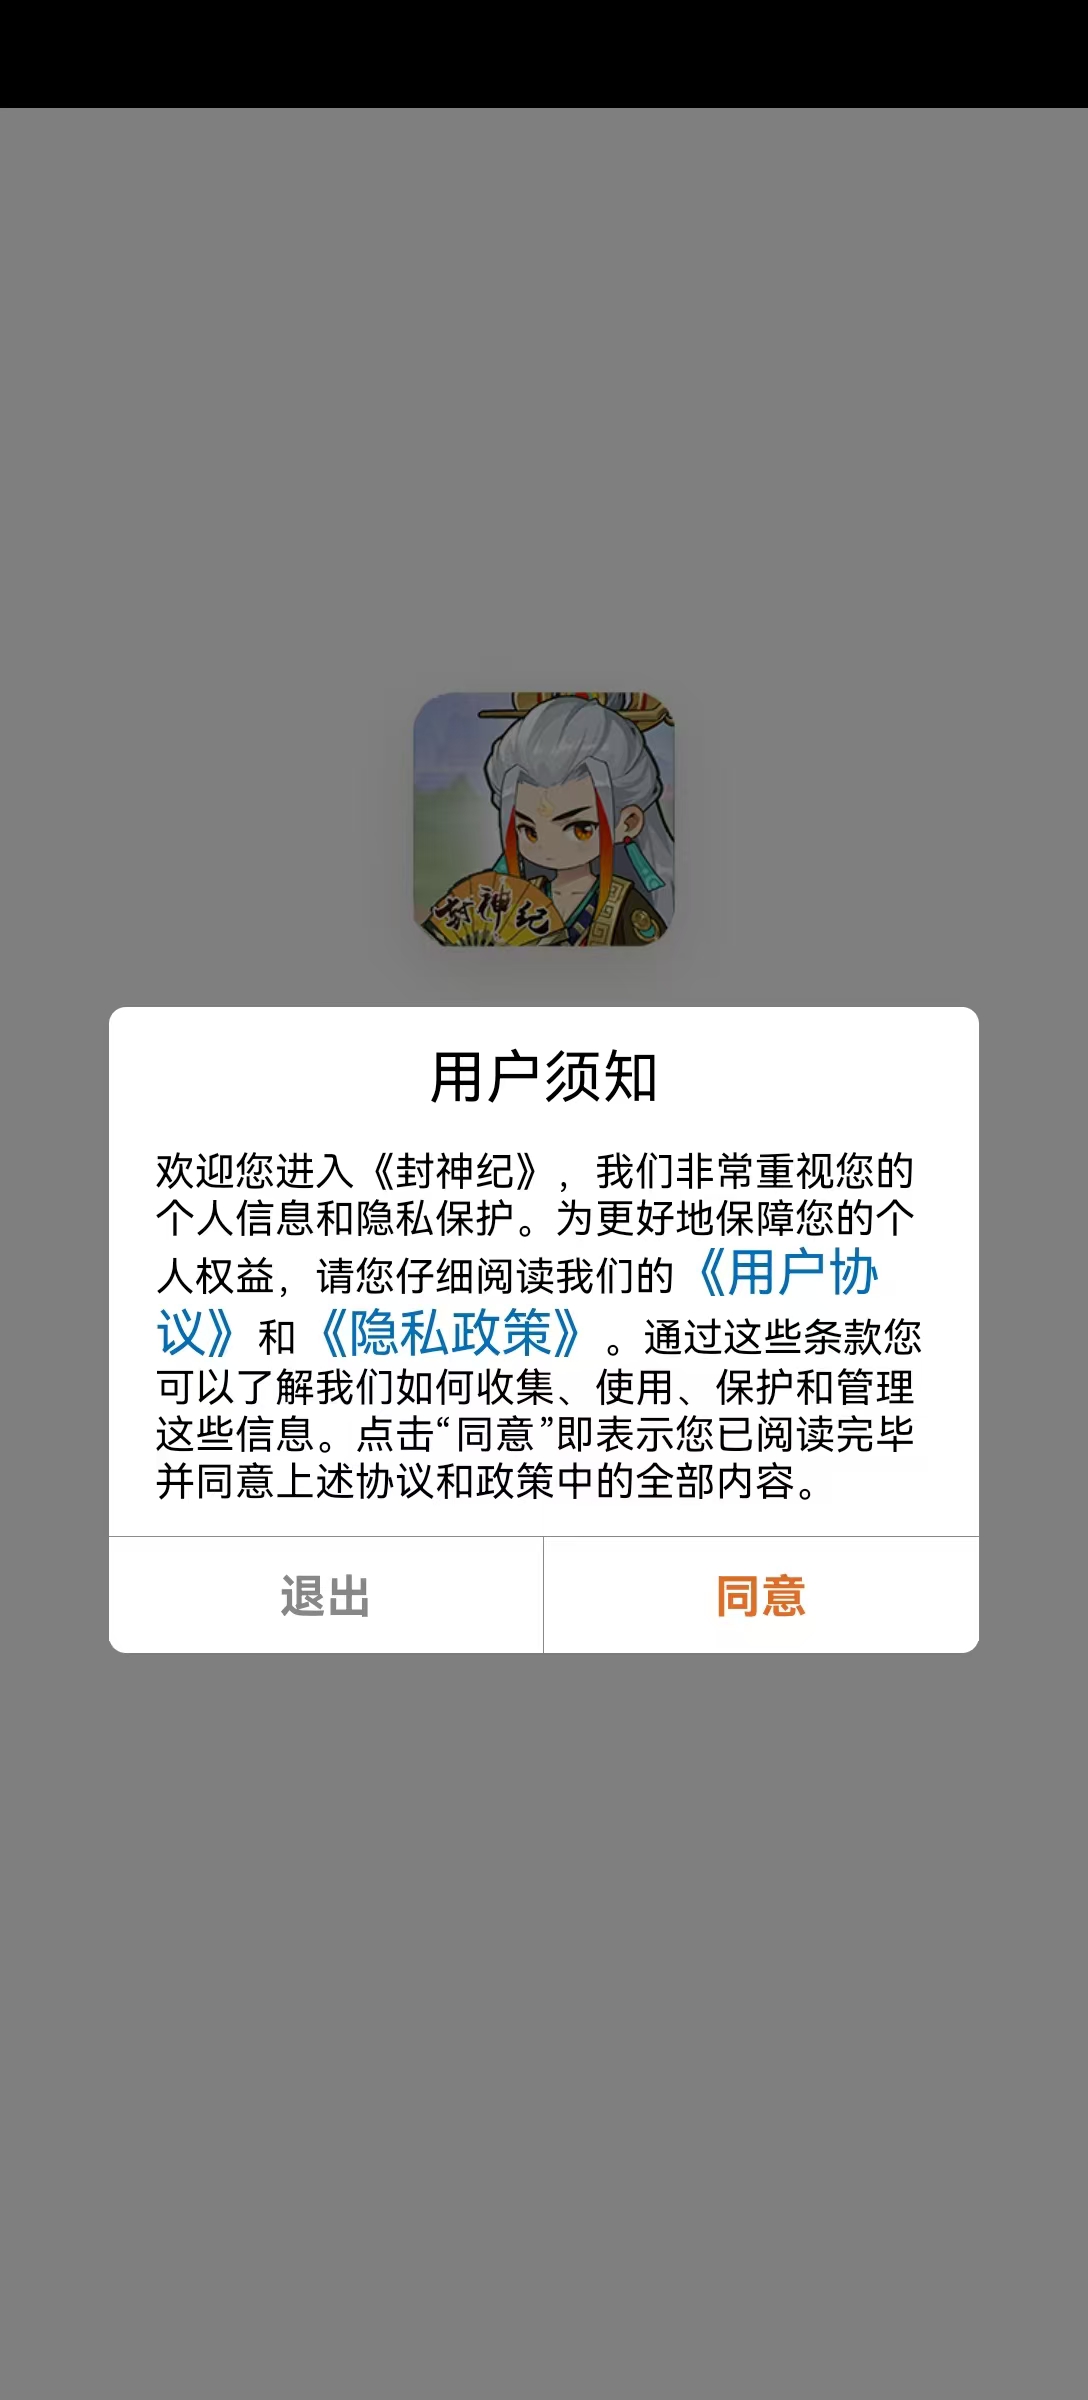 封神纪
用户须知
欢迎您进入《封神纪》，我们非常重视您的
个人信息和隐私保护。为更好地保障您的个
人权益，请您仔细阅读我们的《用户协
议》和《隐私政策》。通过这些条款您
可以了解我们如何收集、使用、保护和管理
这些信息。点击“同意”即表示您已阅读完毕
并同意上述协议和政策中的全部内容。
退出
同意